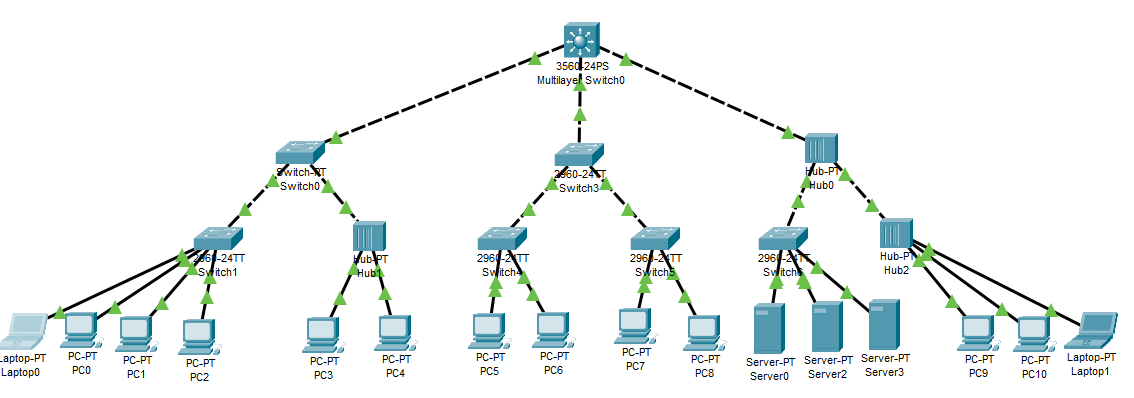 3560-24PS
Multilayer Switch0
Switch-PT
Switch0
2960-24TT
Switch3
Hub-PT
Hub0
2960-24TT
Switch1
Hub-PT
Hub1
2960-24TT
Switch4
2960-24TT
Switch5
2960-24TT
Switch6
Hub-PT
Hub2
Laptop-PT
Laptop0
PC-PT
PC0
PC-PT
PC1
PC-PT
PC2
PC-PT
PC3
PC-PT
PC4
PC-PT
PC5
PC-PT
PC6
PC-PT
PC7
PC-PT
PC8
Server-PT
Server0
Server-PT
Server2
Server-PT
Server3
PC-PT
PC9
PC-PT
PC10
Laptop-PT
Laptop1